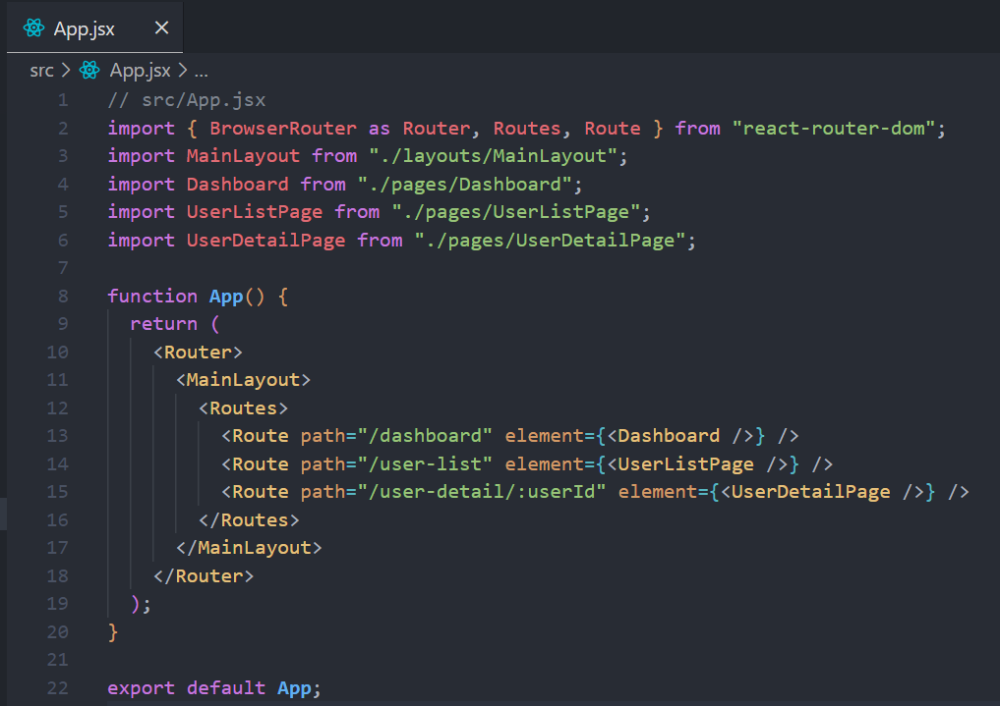 App.jsx ×
src > App.jsx > ...
1 // src/App.jsx
2 import { BrowserRouter as Router, Routes, Route } from "react-router-dom";
3 import MainLayout from "./layouts/MainLayout";
4 import Dashboard from "./pages/Dashboard";
5 import UserListPage from "./pages/UserListPage";
6 import UserDetailPage from "./pages/UserDetailPage";
7
8 function App() {
9   return (
10     <Router>
11       <MainLayout>
12         <Routes>
13           <Route path="/dashboard" element={<Dashboard />} />
14           <Route path="/user-list" element={<UserListPage />} />
15           <Route path="/user-detail/:userId" element={<UserDetailPage />} />
16         </Routes>
17       </MainLayout>
18     </Router>
19   );
20 }
21
22 export default App;